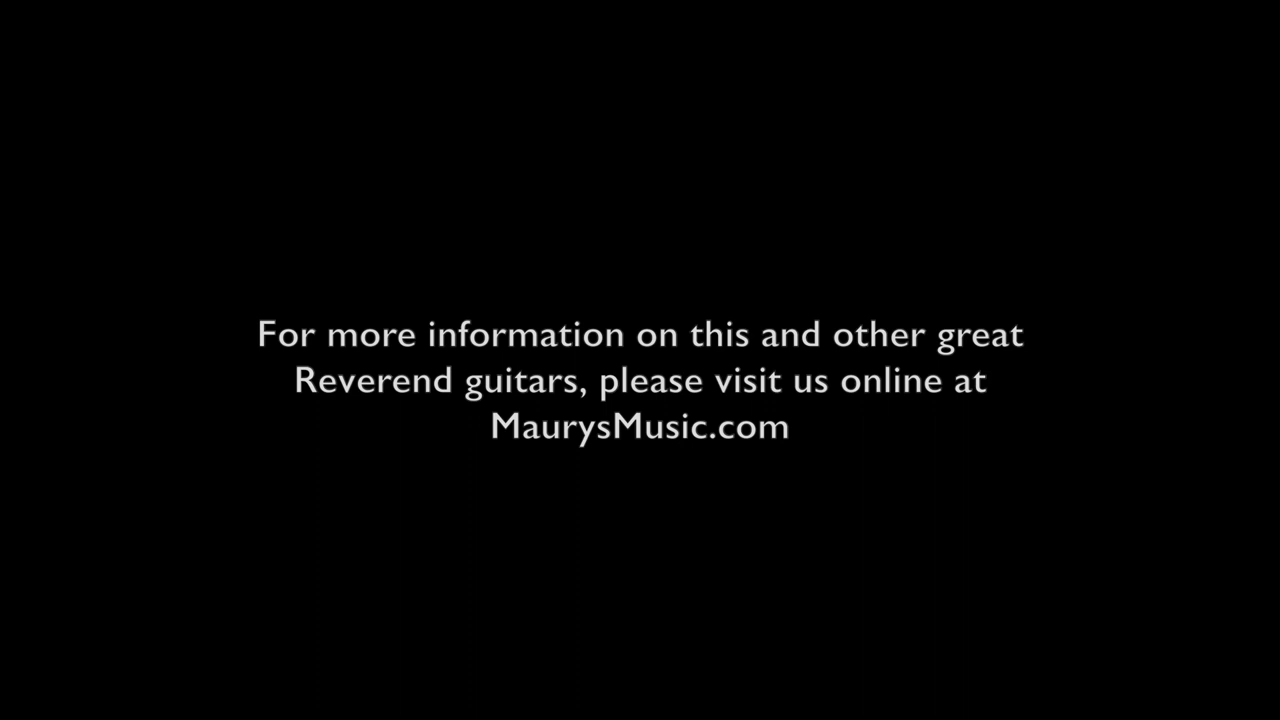 For more information on this and other great
Reverend guitars, please visit us online at
MaurysMusic.com